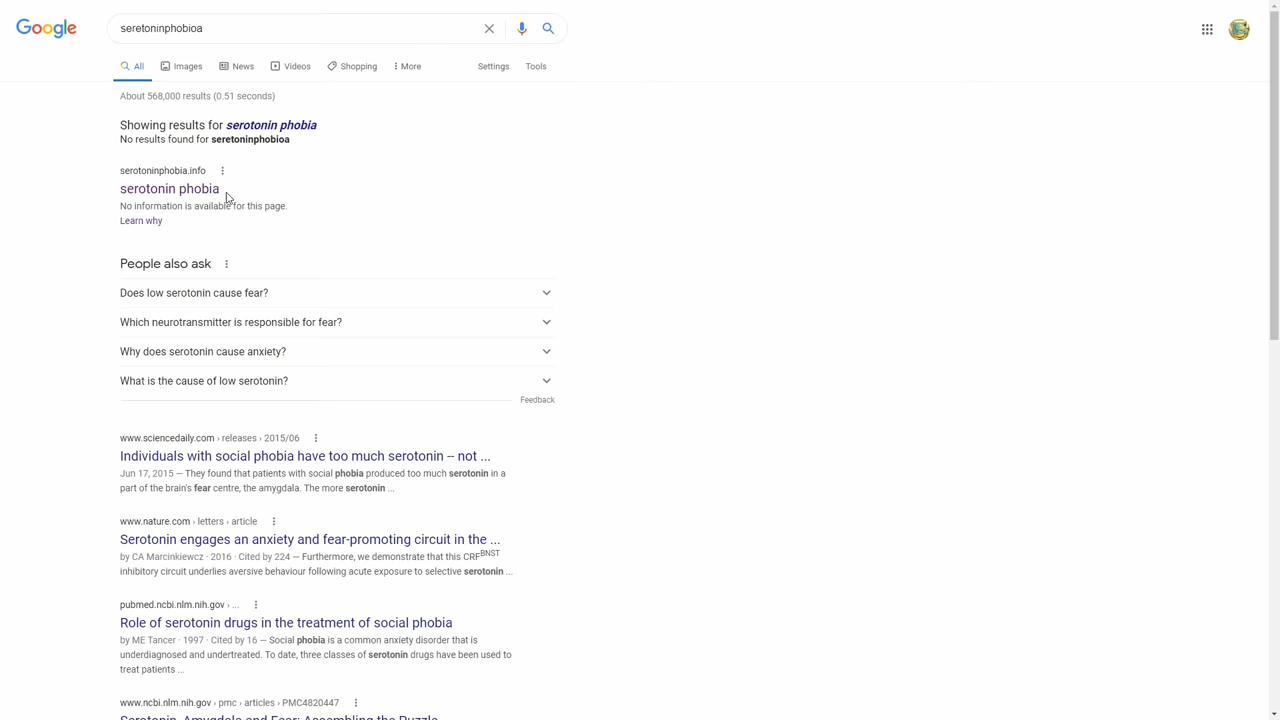 Google
seretoninphobioa
All
Images
News
Videos
Shopping
More
Settings
Tools
About 568,000 results (0.51 seconds)
Showing results for serotonin phobia
No results found for seretoninphobioa
serotoninphobia.info
serotonin phobia
No information is available for this page.
Learn why
People also ask
Does low serotonin cause fear?
Which neurotransmitter is responsible for fear?
Why does serotonin cause anxiety?
What is the cause of low serotonin?
Feedback
www.sciencedaily.com › releases › 2015/06
Individuals with social phobia have too much serotonin -- not ...
Jun 17, 2015 — They found that patients with social phobia produced too much serotonin in a
part of the brain's fear centre, the amygdala. The more serotonin ...
www.nature.com › letters › article
Serotonin engages an anxiety and fear-promoting circuit in the ...
by CA Marcinkiewcz · 2016 · Cited by 224 — Furthermore, we demonstrate that this CRFBNST
inhibitory circuit underlies aversive behaviour following acute exposure to selective serotonin ...
pubmed.ncbi.nlm.nih.gov › ...
Role of serotonin drugs in the treatment of social phobia
by ME Tancer · 1997 · Cited by 16 — Social phobia is a common anxiety disorder that is
underdiagnosed and undertreated. To date, three classes of serotonin drugs have been used to
treat patients ...
www.ncbi.nlm.nih.gov › pmc › articles › PMC4820447
Serotonin, Amygdala and Fear: Assembling the Puzzle